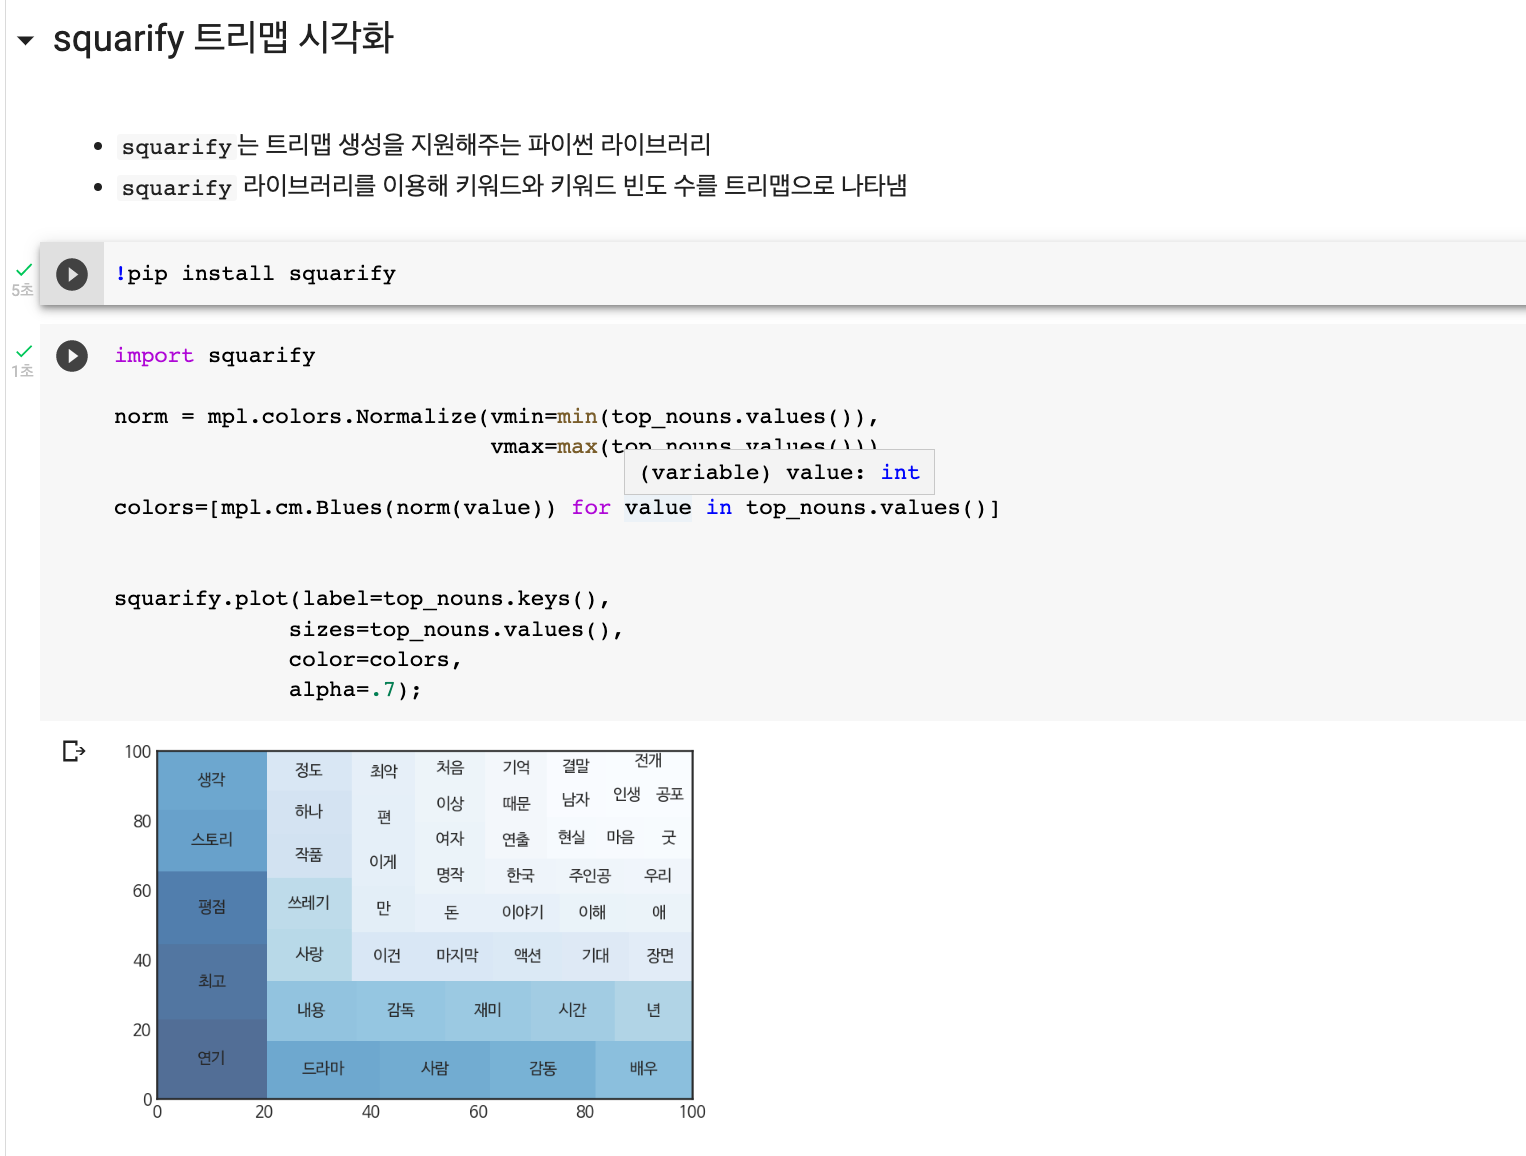 squarify 트리맵 시각화
squarify는 트리맵 생성을 지원해주는 파이썬 라이브러리
squarify 라이브러리를 이용해 키워드와 키워드 빈도 수를 트리맵으로 나타냄
5초
!pip install squarify
1초
import squarify
norm = mpl.colors.Normalize(vmin=min(top_nouns.values()),
vmax=max(top_nouns.values()))
(variable) value: int
colors=[mpl.cm.Blues(norm(value)) for value in top_nouns.values()]
squarify.plot(label=top_nouns.keys(),
sizes=top_nouns.values(),
color=colors,
alpha=.7);
100
80
60
40
20
0
생각
스토리
평점
최고
연기
정도
하나
작품
쓰레기
사랑
최악
편
이게
만
처음 기억 결말 전개
이상 때문 남자 인생 공포
여자 연출 현실 마음 굿
명작 한국 주인공 우리
돈 이야기 이해 애
이건 마지막 액션 기대 장면
내용 감독 재미 시간 년
드라마 사람 감동 배우
0 20 40 60 80 100